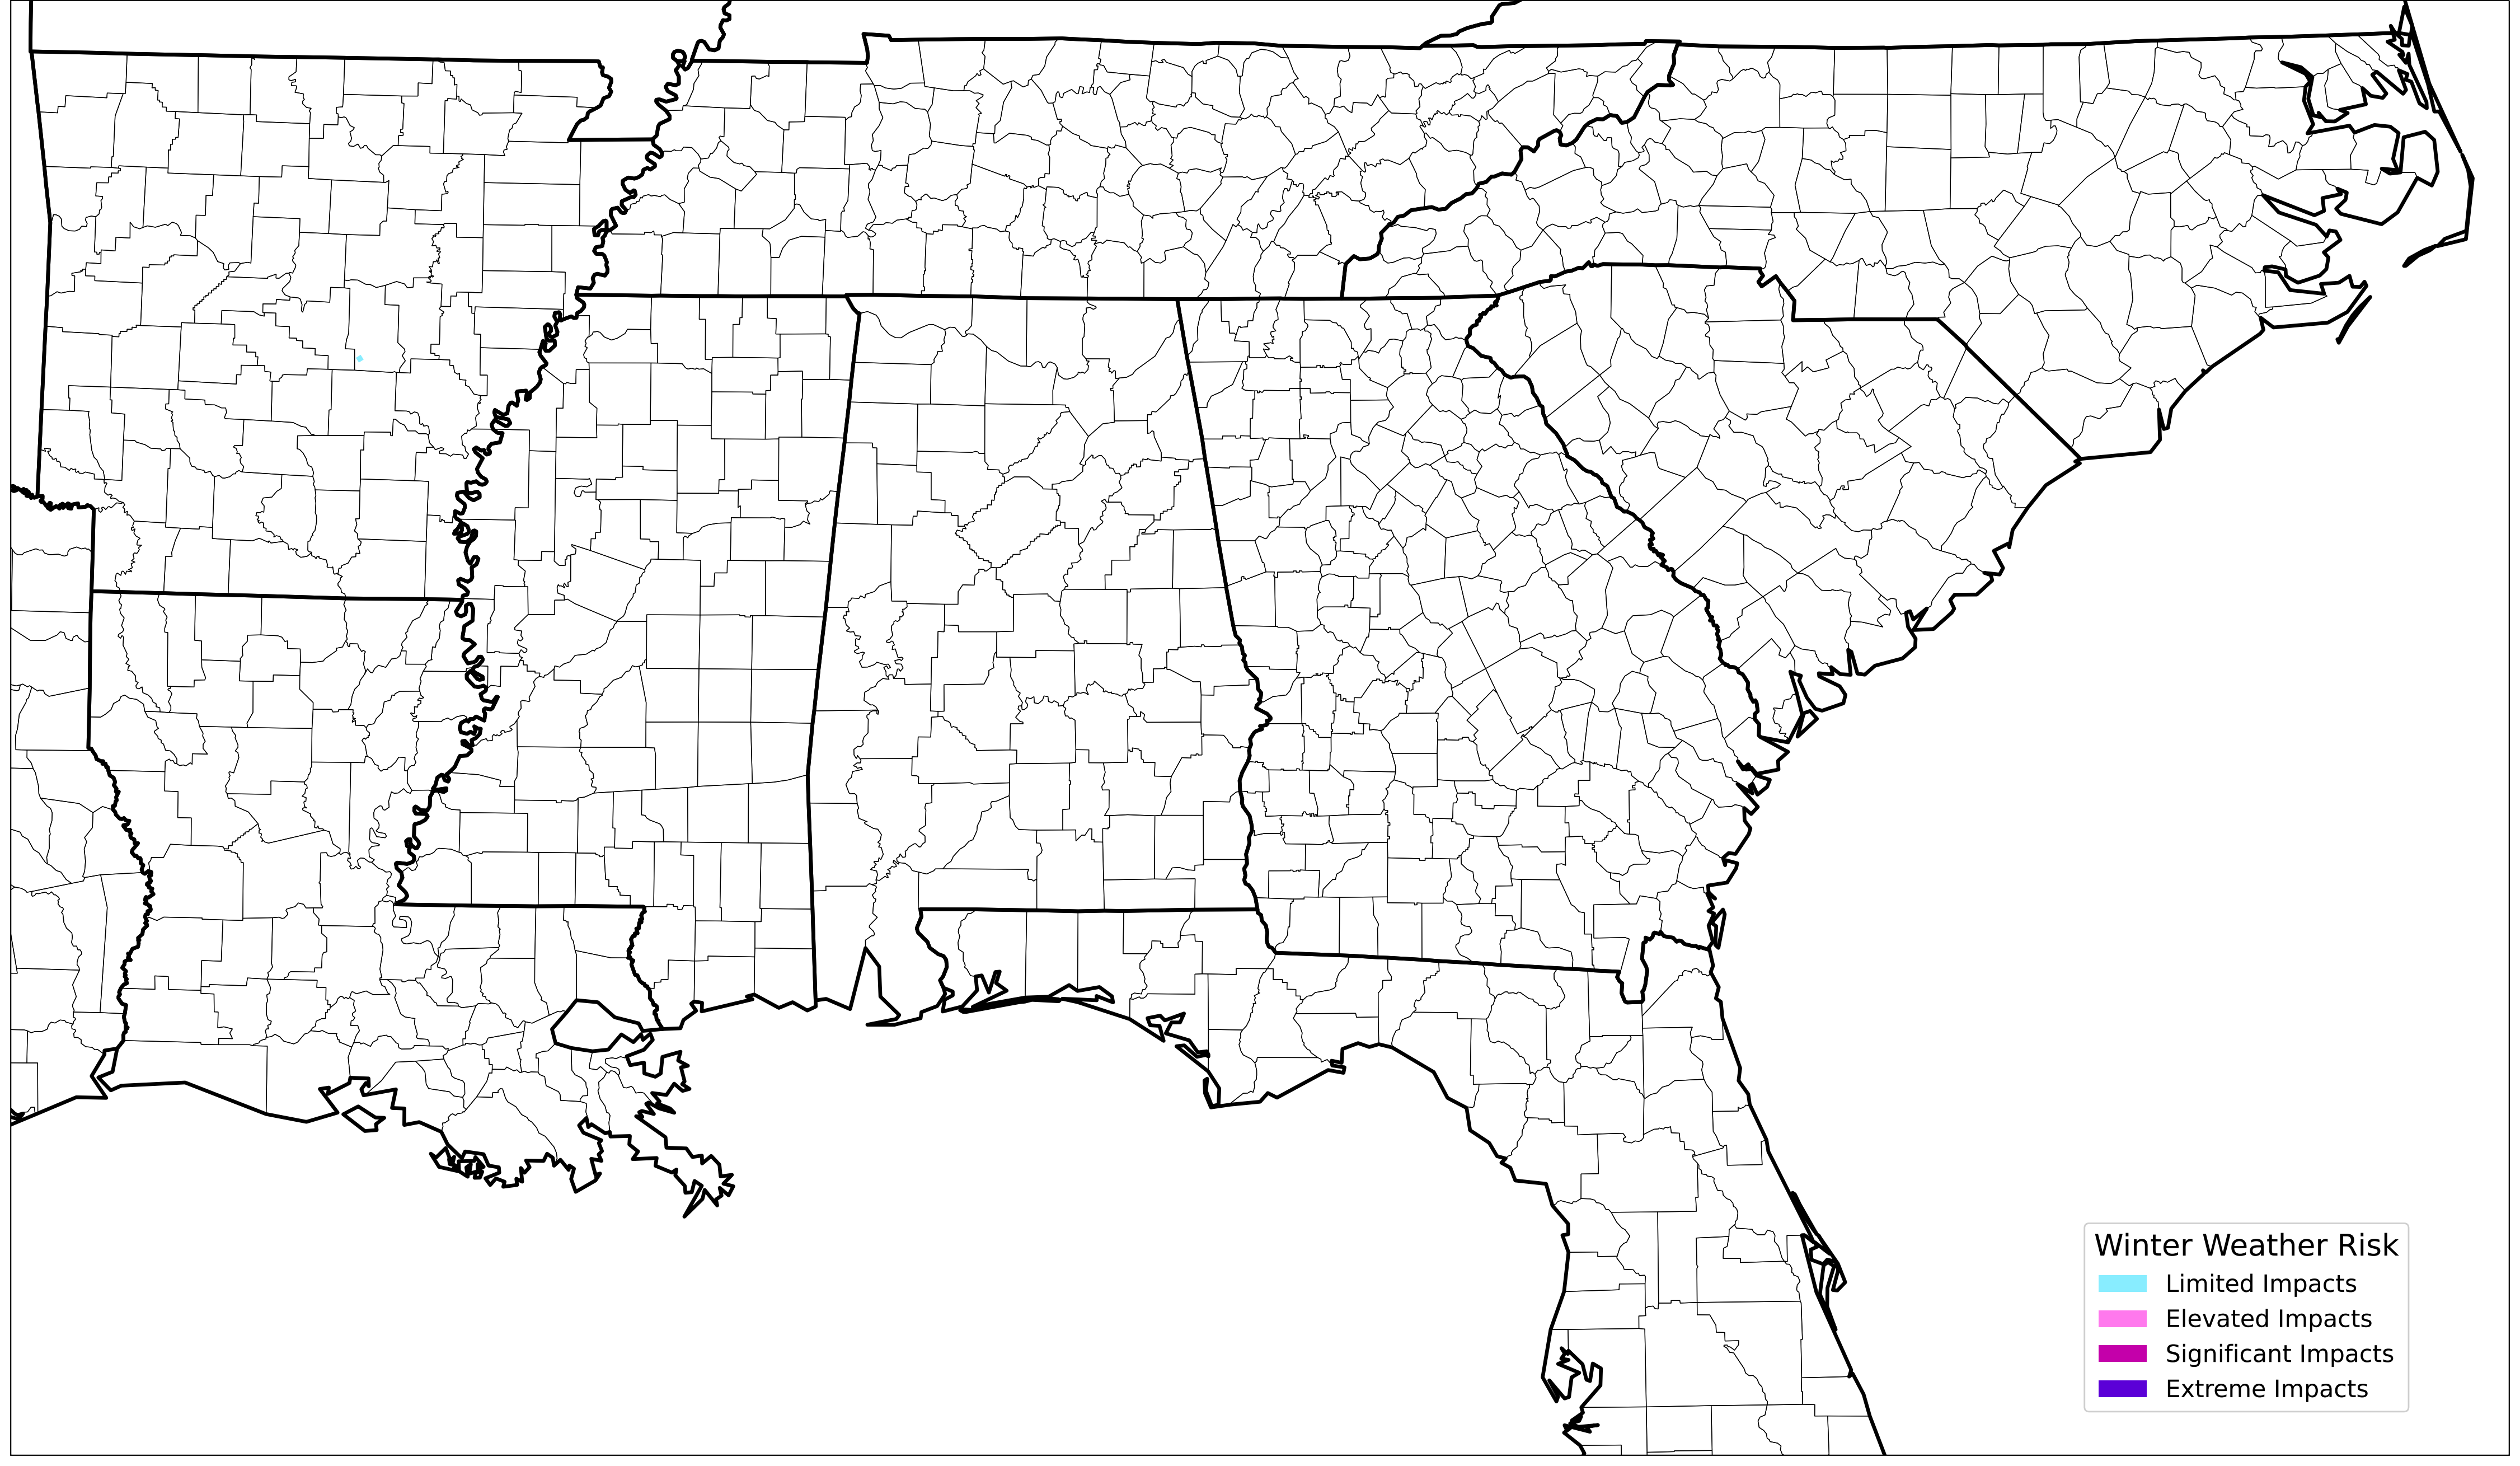 Winter Weather Risk
Limited Impacts
Elevated Impacts
Significant Impacts
Extreme Impacts